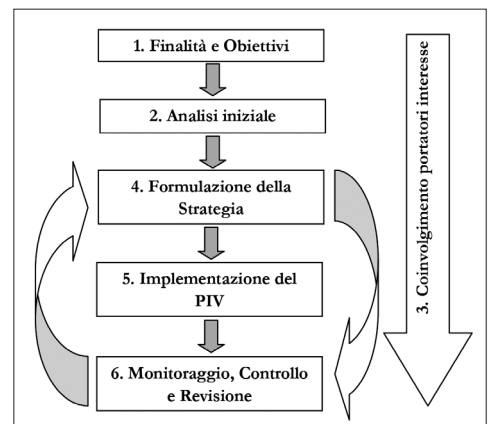 1. Finalità e Obiettivi
2. Analisi iniziale
4. Formulazione della
Strategia
5. Implementazione del
PIV
6. Monitoraggio, Controllo
e Revisione
3. Coinvolgimento portatori interesse